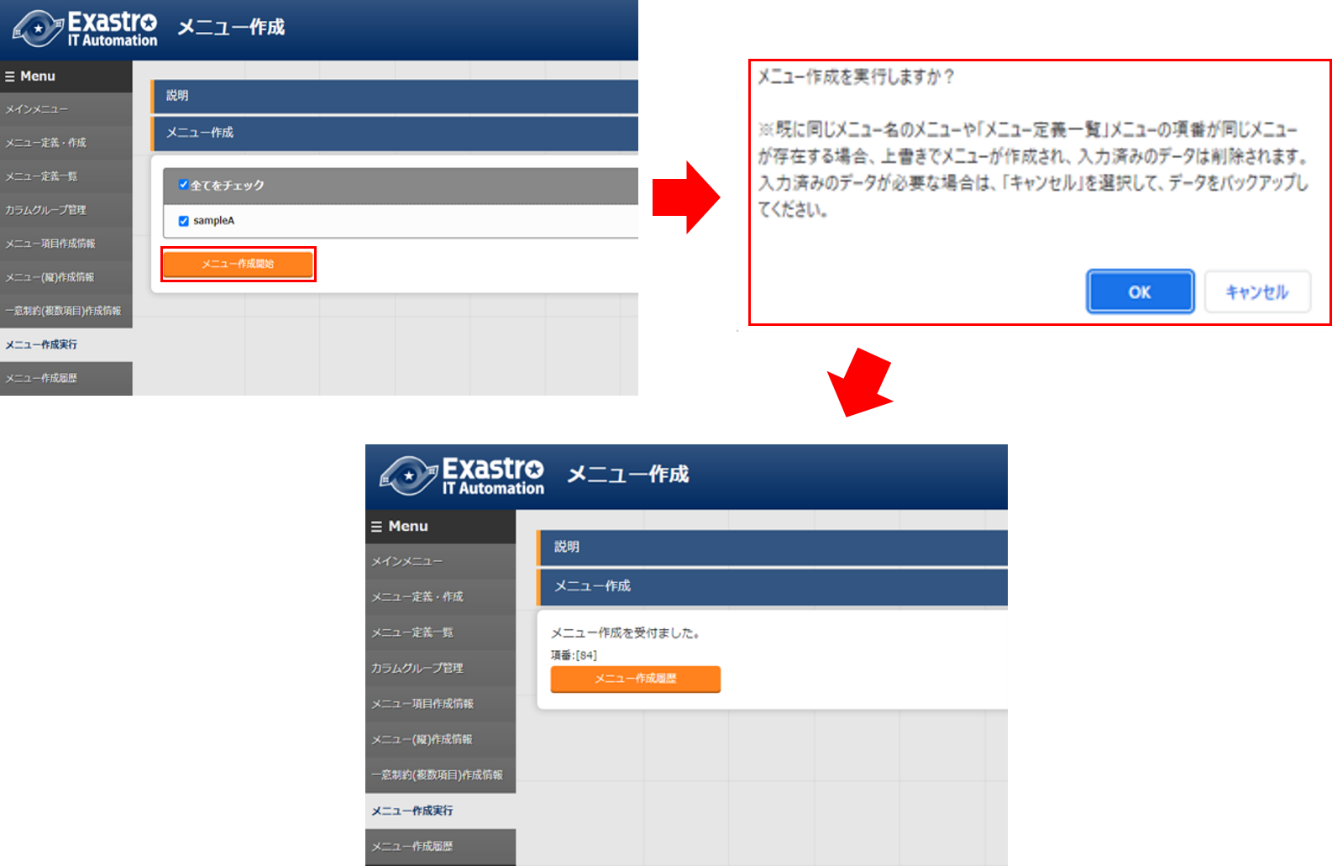 Exastro
IT Automation
メニュー作成
Menu
メインメニュー
メニュー定義・作成
メニュー定義一覧
カラムグループ管理
メニュー項目作成情報
メニュー(縦)作成情報
一意制約(複数項目)作成情報
メニュー作成実行
メニュー作成履歴
説明
メニュー作成
全てをチェック
sampleA
メニュー作成開始
メニュー作成を実行しますか？
※既に同じメニュー名のメニューや「メニュー定義一覧」メニューの項番が同じメニュー
が存在する場合、上書きでメニューが作成され、入力済みのデータは削除されます。
入力済みのデータが必要な場合は、「キャンセル」を選択して、データをバックアップし
てください。
OK
キャンセル
Exastro
IT Automation
メニュー作成
Menu
メインメニュー
メニュー定義・作成
メニュー定義一覧
カラムグループ管理
メニュー項目作成情報
メニュー(縦)作成情報
一意制約(複数項目)作成情報
メニュー作成実行
メニュー作成履歴
説明
メニュー作成
メニュー作成を受付ました。
項番:[84]
メニュー作成履歴